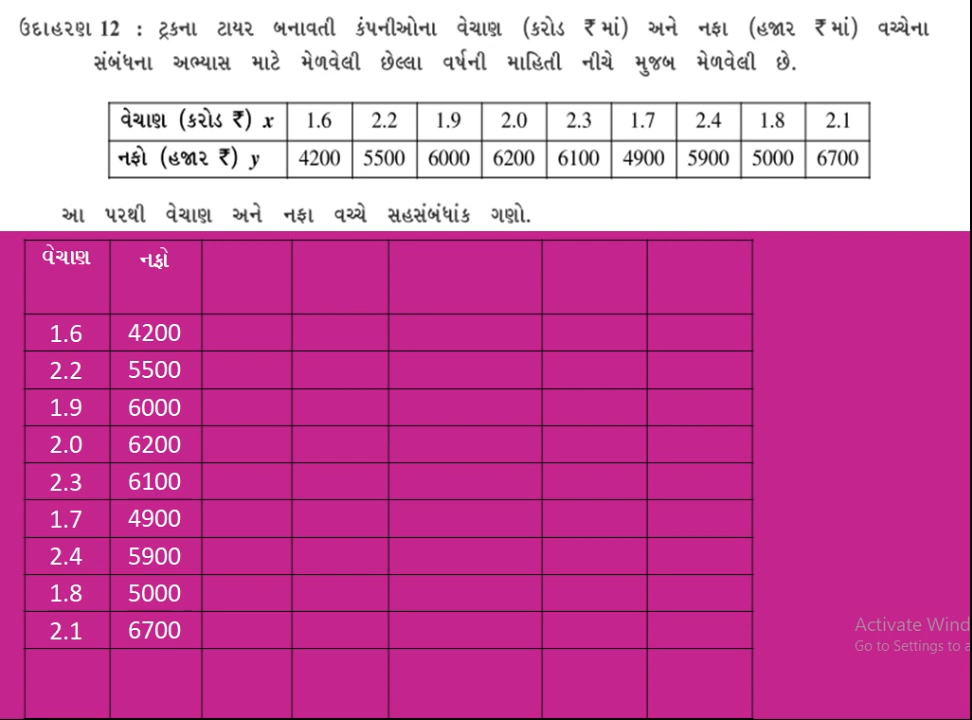 ઉદાહરણ 12 : ટ્રકના ટાયર બનાવતી કંપનીઓના વેચાણ (કરોડ ₹ માં) અને નફા (હજાર ₹ માં) વચ્ચેના
સંબંધના અભ્યાસ માટે મેળવેલી છેલ્લા વર્ષની માહિતી નીચે મુજબ મેળવેલી છે.
વેચાણ (કરોડ ₹) x 1.6 2.2 1.9 2.0 2.3 1.7 2.4 1.8 2.1
નફો (હજાર ₹) y 4200 5500 6000 6200 6100 4900 5900 5000 6700
આ પરથી વેચાણ અને નફા વચ્ચે સહસંબંધાંક ગણો.
વેચાણ નફો
1.6 4200
2.2 5500
1.9 6000
2.0 6200
2.3 6100
1.7 4900
2.4 5900
1.8 5000
2.1 6700
Activate Wind
Go to Settings to a